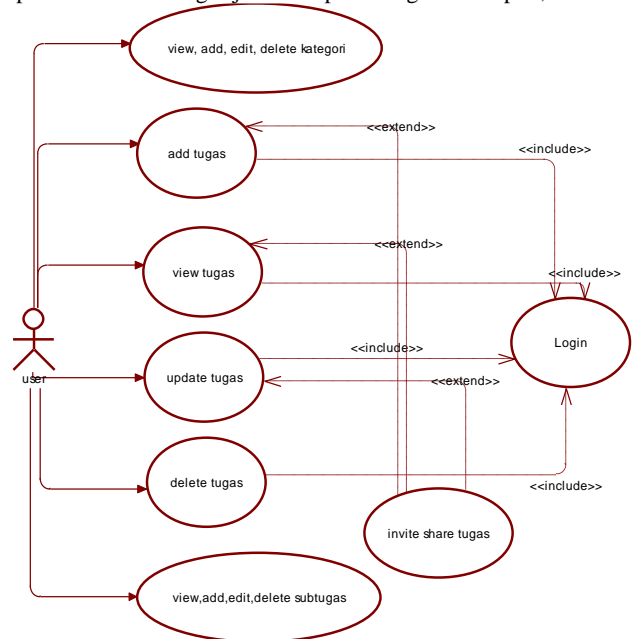 view, add, edit, delete kategori
<<extend>>
add tugas
<<include>>
<<extend>>
view tugas
<<include>>
Login
<<include>>
update tugas
user
<<extend>>
delete tugas
<<include>>
invite share tugas
view,add,edit,delete subtugas